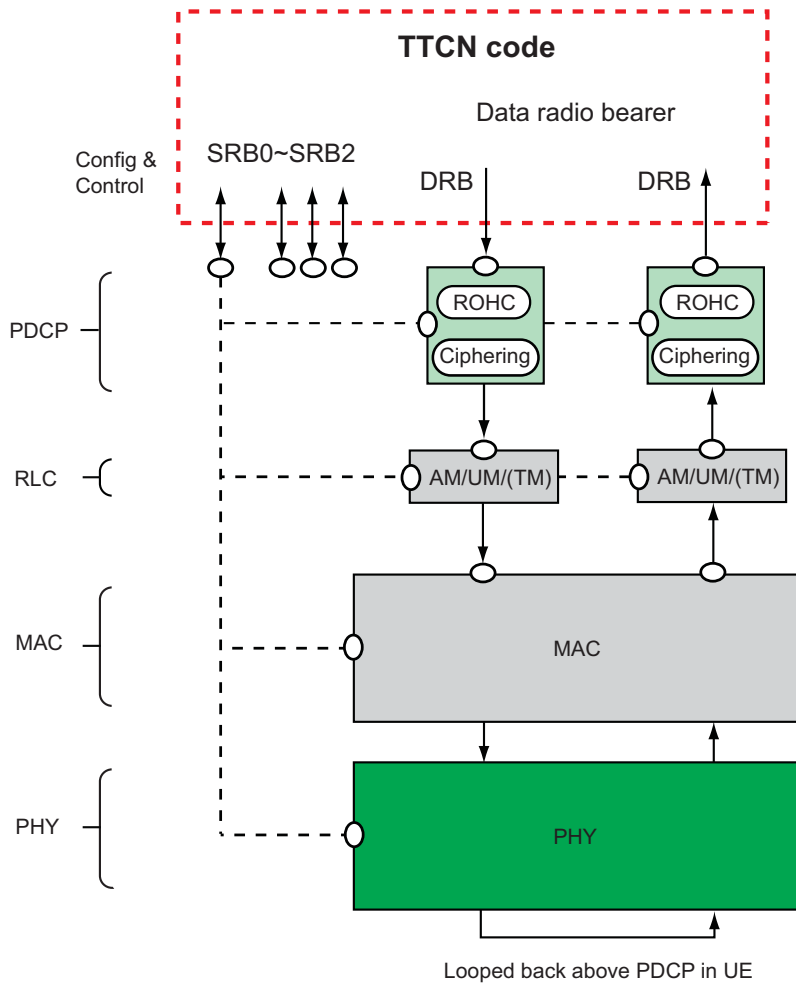 TTCN code
Data radio bearer
Config &
Control
SRB0~SRB2
DRB
DRB
PDCP
ROHC
ROHC
Ciphering
Ciphering
RLC
AM/UM/(TM)
AM/UM/(TM)
MAC
MAC
PHY
PHY
Looped back above PDCP in UE